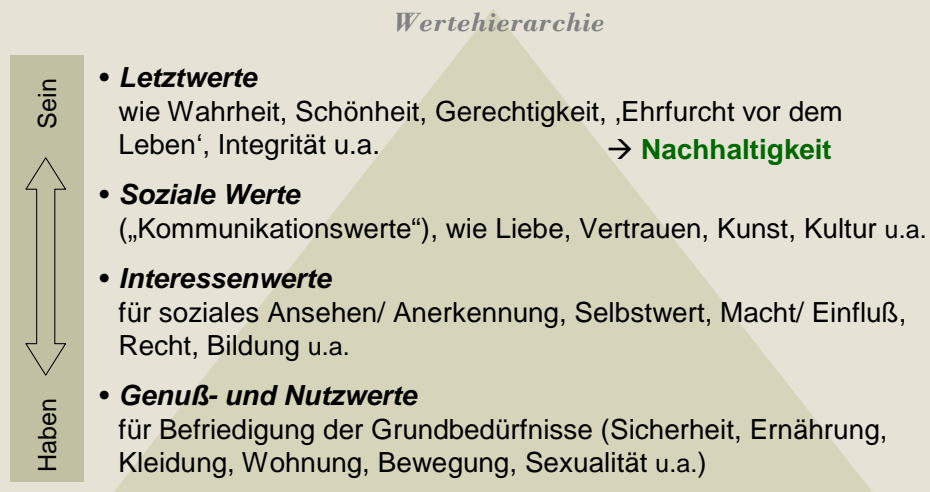 Wertehierarchie
Sein
• Letztwerte
wie Wahrheit, Schönheit, Gerechtigkeit, ‚Ehrfurcht vor dem
Leben‘, Integrität u.a. → Nachhaltigkeit
• Soziale Werte
(„Kommunikationswerte“), wie Liebe, Vertrauen, Kunst, Kultur u.a.
• Interessenwerte
für soziales Ansehen/ Anerkennung, Selbstwert, Macht/ Einfluß,
Recht, Bildung u.a.
Haben
• Genuß- und Nutzwerte
für Befriedigung der Grundbedürfnisse (Sicherheit, Ernährung,
Kleidung, Wohnung, Bewegung, Sexualität u.a.)